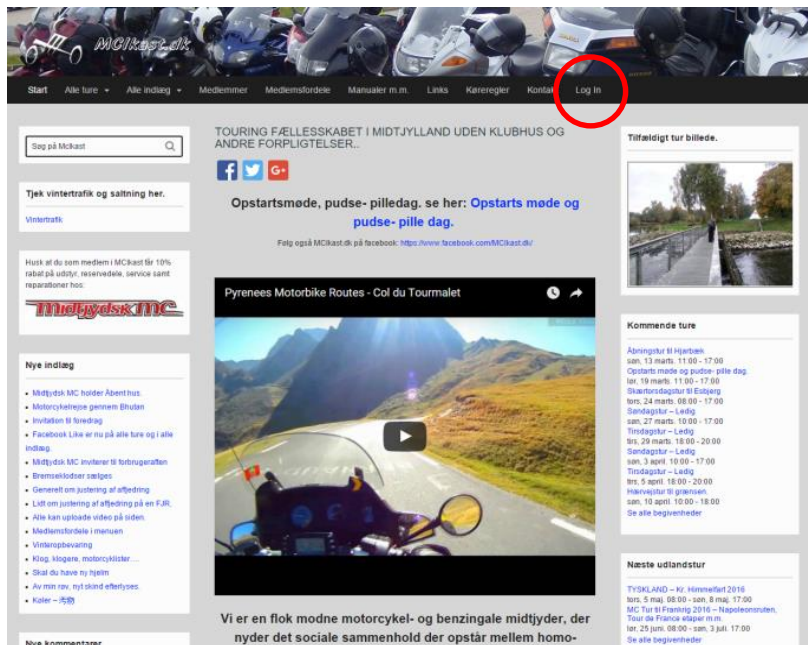 MCIkast.dk
Start Alle ture Alle indlæg Medlemmer Medlemsfordele Manualer m.m. Links Køreregler Kontakt Log In
Søg på Mcikast
Tjek vintertrafik og saltning her.
Vintertrafik
Husk at du som medlem i MCIkast får 10%
rabat på udstyr, reservedele, service samt
reparationer hos:
Midtjydsk MC
Nye indlæg
Midtjydsk MC holder Åbent hus.
Motorcykelrejse gennem Bhutan
Invitation til foredrag
Facebook Like er nu på alle ture og i alle
indlæg.
Midtjydsk MC inviterer til forbrugeraften
Bremseklodser sælges.
Generelt om justering af affjedring
Lidt om justering af affjedring på en FJR.
Alle kan uploade video på siden.
Medlemsfordele i menuen
Vinteropbevaring
Klog, klogere, motorcyklister…
Skal du have ny hjelm
Av min røv, nyt skind efterlyses.
Køler – 汚物
Nye kommentarer
TOURING FÆLLESSKABET I MIDTJYLLAND UDEN KLUBHUS OG
ANDRE FORPLIGTELSER..
f G+
Opstartsmøde, pudse- pilledag. se her: Opstarts møde og
pudse- pille dag.
Følg også MCIkast.dk på facebook: https://www.facebook.com/MCIkast.dk/
Pyrenees Motorbike Routes - Col du Tourmalet
Vi er en flok modne motorcykel- og benzingale midtjyder, der
nyder det sociale sammenhold der opstår mellem homo-
Tilfældigt tur billede.
Kommende ture
Åbningstur til Hjarbæk.
søn, 13 marts. 11:00 - 17:00
Opstarts møde og pudse- pille dag.
lør, 19 marts. 11:00 - 17:00
Skærtorsdagstur til Esbjerg
tors, 24 marts. 08:00 - 17:00
Søndagstur – Ledig
søn, 27 marts. 10:00 - 17:00
Tirsdagstur – Ledig
tirs, 29 marts. 18:00 - 20:00
Søndagstur – Ledig
søn, 3 april. 10:00 - 17:00
Tirsdagstur – Ledig
tirs, 5 april. 18:00 - 20:00
Hærvejstur til grænsen.
søn, 10 april. 10:00 - 18:00
Se alle begivenheder
Næste udlandstur
TYSKLAND – Kr. Himmelfart 2016
tors, 5 maj. 08:00 - søn, 8 maj. 17:00
MC Tur til Frankrig 2016 – Napoleonsruten,
Tour de France etaper m.m.
lør, 25 juni. 08:00 - søn, 3 juli. 17:00
Se alle begivenheder